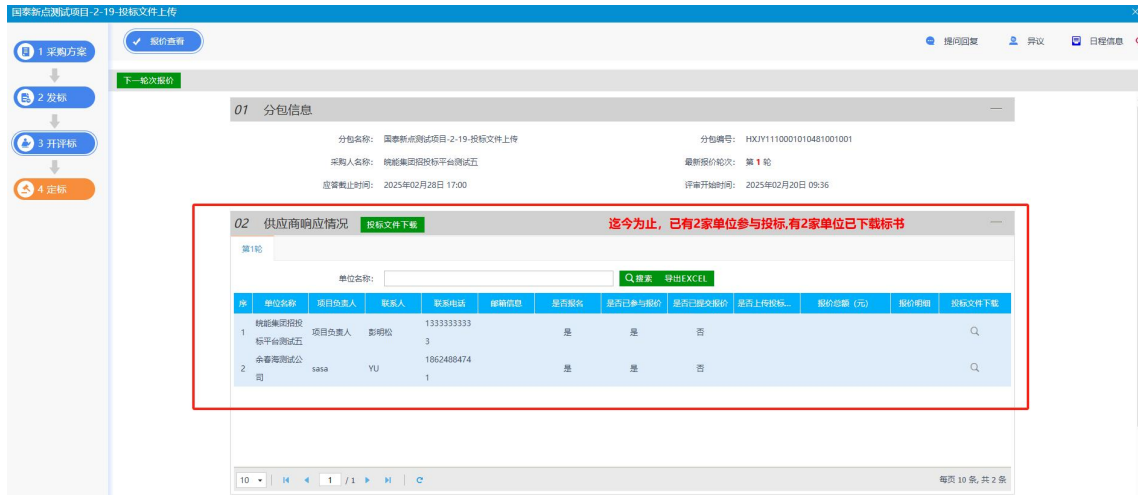 国泰新点测试项目-2-19-投标文件上传
1 采购方案
2 发标
3 开评标
4 定标
报价查看
提问回复 异议 日程信息
下一轮次报价
01 分包信息
分包名称: 国泰新点测试项目-2-19-投标文件上传 分包编号: HXJY1110001010481001001
采购人名称: 皖能集团招投标平台测试五 最新报价轮次: 第 1 轮
应答截止时间: 2025年02月28日 17:00 评审开始时间: 2025年02月20日 09:36
02 供应商响应情况 投标文件下载 迄今为止，已有2家单位参与投标,有2家单位已下载标书
第1轮
单位名称: 搜索 导出EXCEL
序 单位名称 项目负责人 联系人 联系电话 邮箱信息 是否报名 是否已参与报价 是否已提交报价 是否上传投标... 报价总额（元） 报价明细 投标文件下载
1 皖能集团招投标平台测试五 项目负责人 彭明松 13333333333 是 是 否
2 余春海测试公司 sasa YU 18624884741 是 是 否
10 1 /1 每页 10 条, 共 2 条